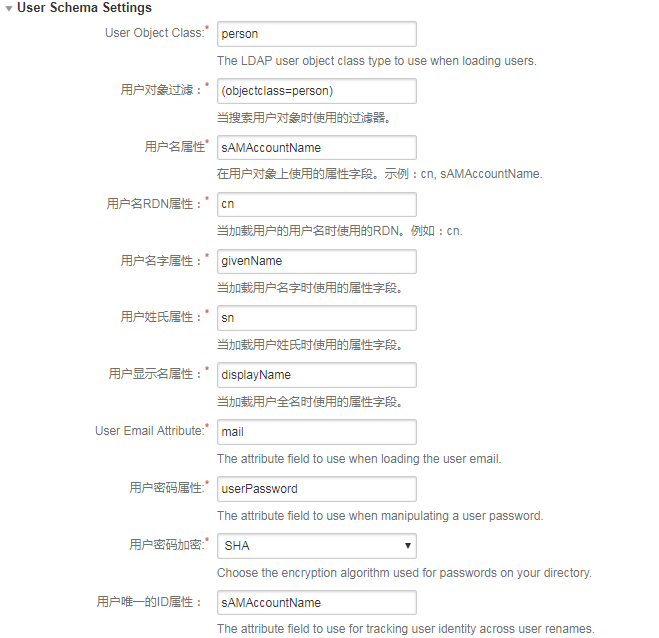 User Schema Settings
User Object Class:* person
The LDAP user object class type to use when loading users.
用户对象过滤：* (objectclass=person)
当搜索用户对象时使用的过滤器。
用户名属性* sAMAccountName
在用户对象上使用的属性字段。示例：cn, sAMAccountName.
用户名RDN属性：* cn
当加载用户的用户名时使用的RDN。例如：cn.
用户名字属性：* givenName
当加载用户名字时使用的属性字段。
用户姓氏属性：* sn
当加载用户姓氏时使用的属性字段。
用户显示名属性：* displayName
当加载用户全名时使用的属性字段。
User Email Attribute:* mail
The attribute field to use when loading the user email.
用户密码属性:* userPassword
The attribute field to use when manipulating a user password.
用户密码加密:* SHA
Choose the encryption algorithm used for passwords on your directory.
用户唯一的ID属性： sAMAccountName
The attribute field to use for tracking user identity across user renames.